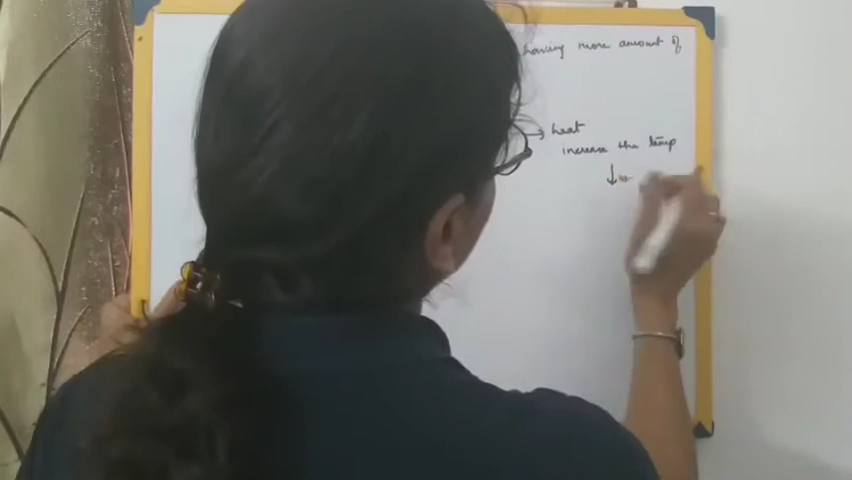 having more amount of
→ heat
increase the temp
↓